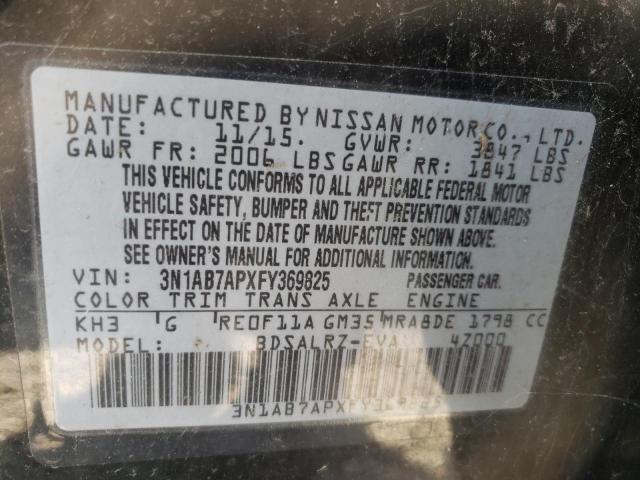 MANUFACTURED BY NISSAN MOTOR CO., LTD.
DATE: 11/15. GVWR: 3847 LBS
GAWR FR: 2006 LBS GAWR RR: 1841 LBS
THIS VEHICLE CONFORMS TO ALL APPLICABLE FEDERAL MOTOR
VEHICLE SAFETY, BUMPER AND THEFT PREVENTION STANDARDS
IN EFFECT ON THE DATE OF MANUFACTURE SHOWN ABOVE.
SEE OWNER'S MANUAL FOR ADDITIONAL INFORMATION.
VIN: 3N1AB7APXFY369825 PASSENGER CAR.
COLOR TRIM TRANS AXLE ENGINE
KH3 G RE0F11A GM35 MRA8DE 1798 CC
MODEL BDSALRZ-EVA 4Z000
3N1AB7APXFY369825